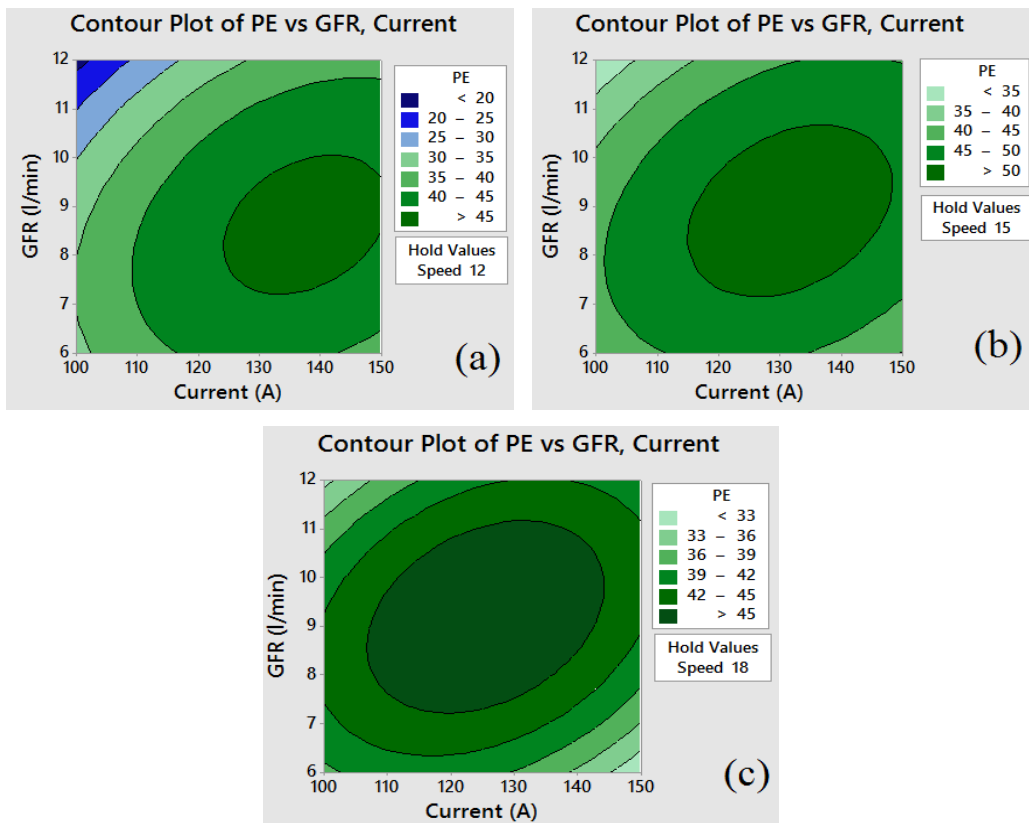 Contour Plot of PE vs GFR, Current
12
11
10
9
8
7
6
GFR (l/min)
100 110 120 130 140 150
Current (A)
PE
< 20
20 – 25
25 – 30
30 – 35
35 – 40
40 – 45
> 45
Hold Values
Speed 12
(a)
Contour Plot of PE vs GFR, Current
12
11
10
9
8
7
6
GFR (l/min)
100 110 120 130 140 150
Current (A)
PE
< 35
35 – 40
40 – 45
45 – 50
> 50
Hold Values
Speed 15
(b)
Contour Plot of PE vs GFR, Current
12
11
10
9
8
7
6
GFR (l/min)
100 110 120 130 140 150
Current (A)
PE
< 33
33 – 36
36 – 39
39 – 42
42 – 45
> 45
Hold Values
Speed 18
(c)